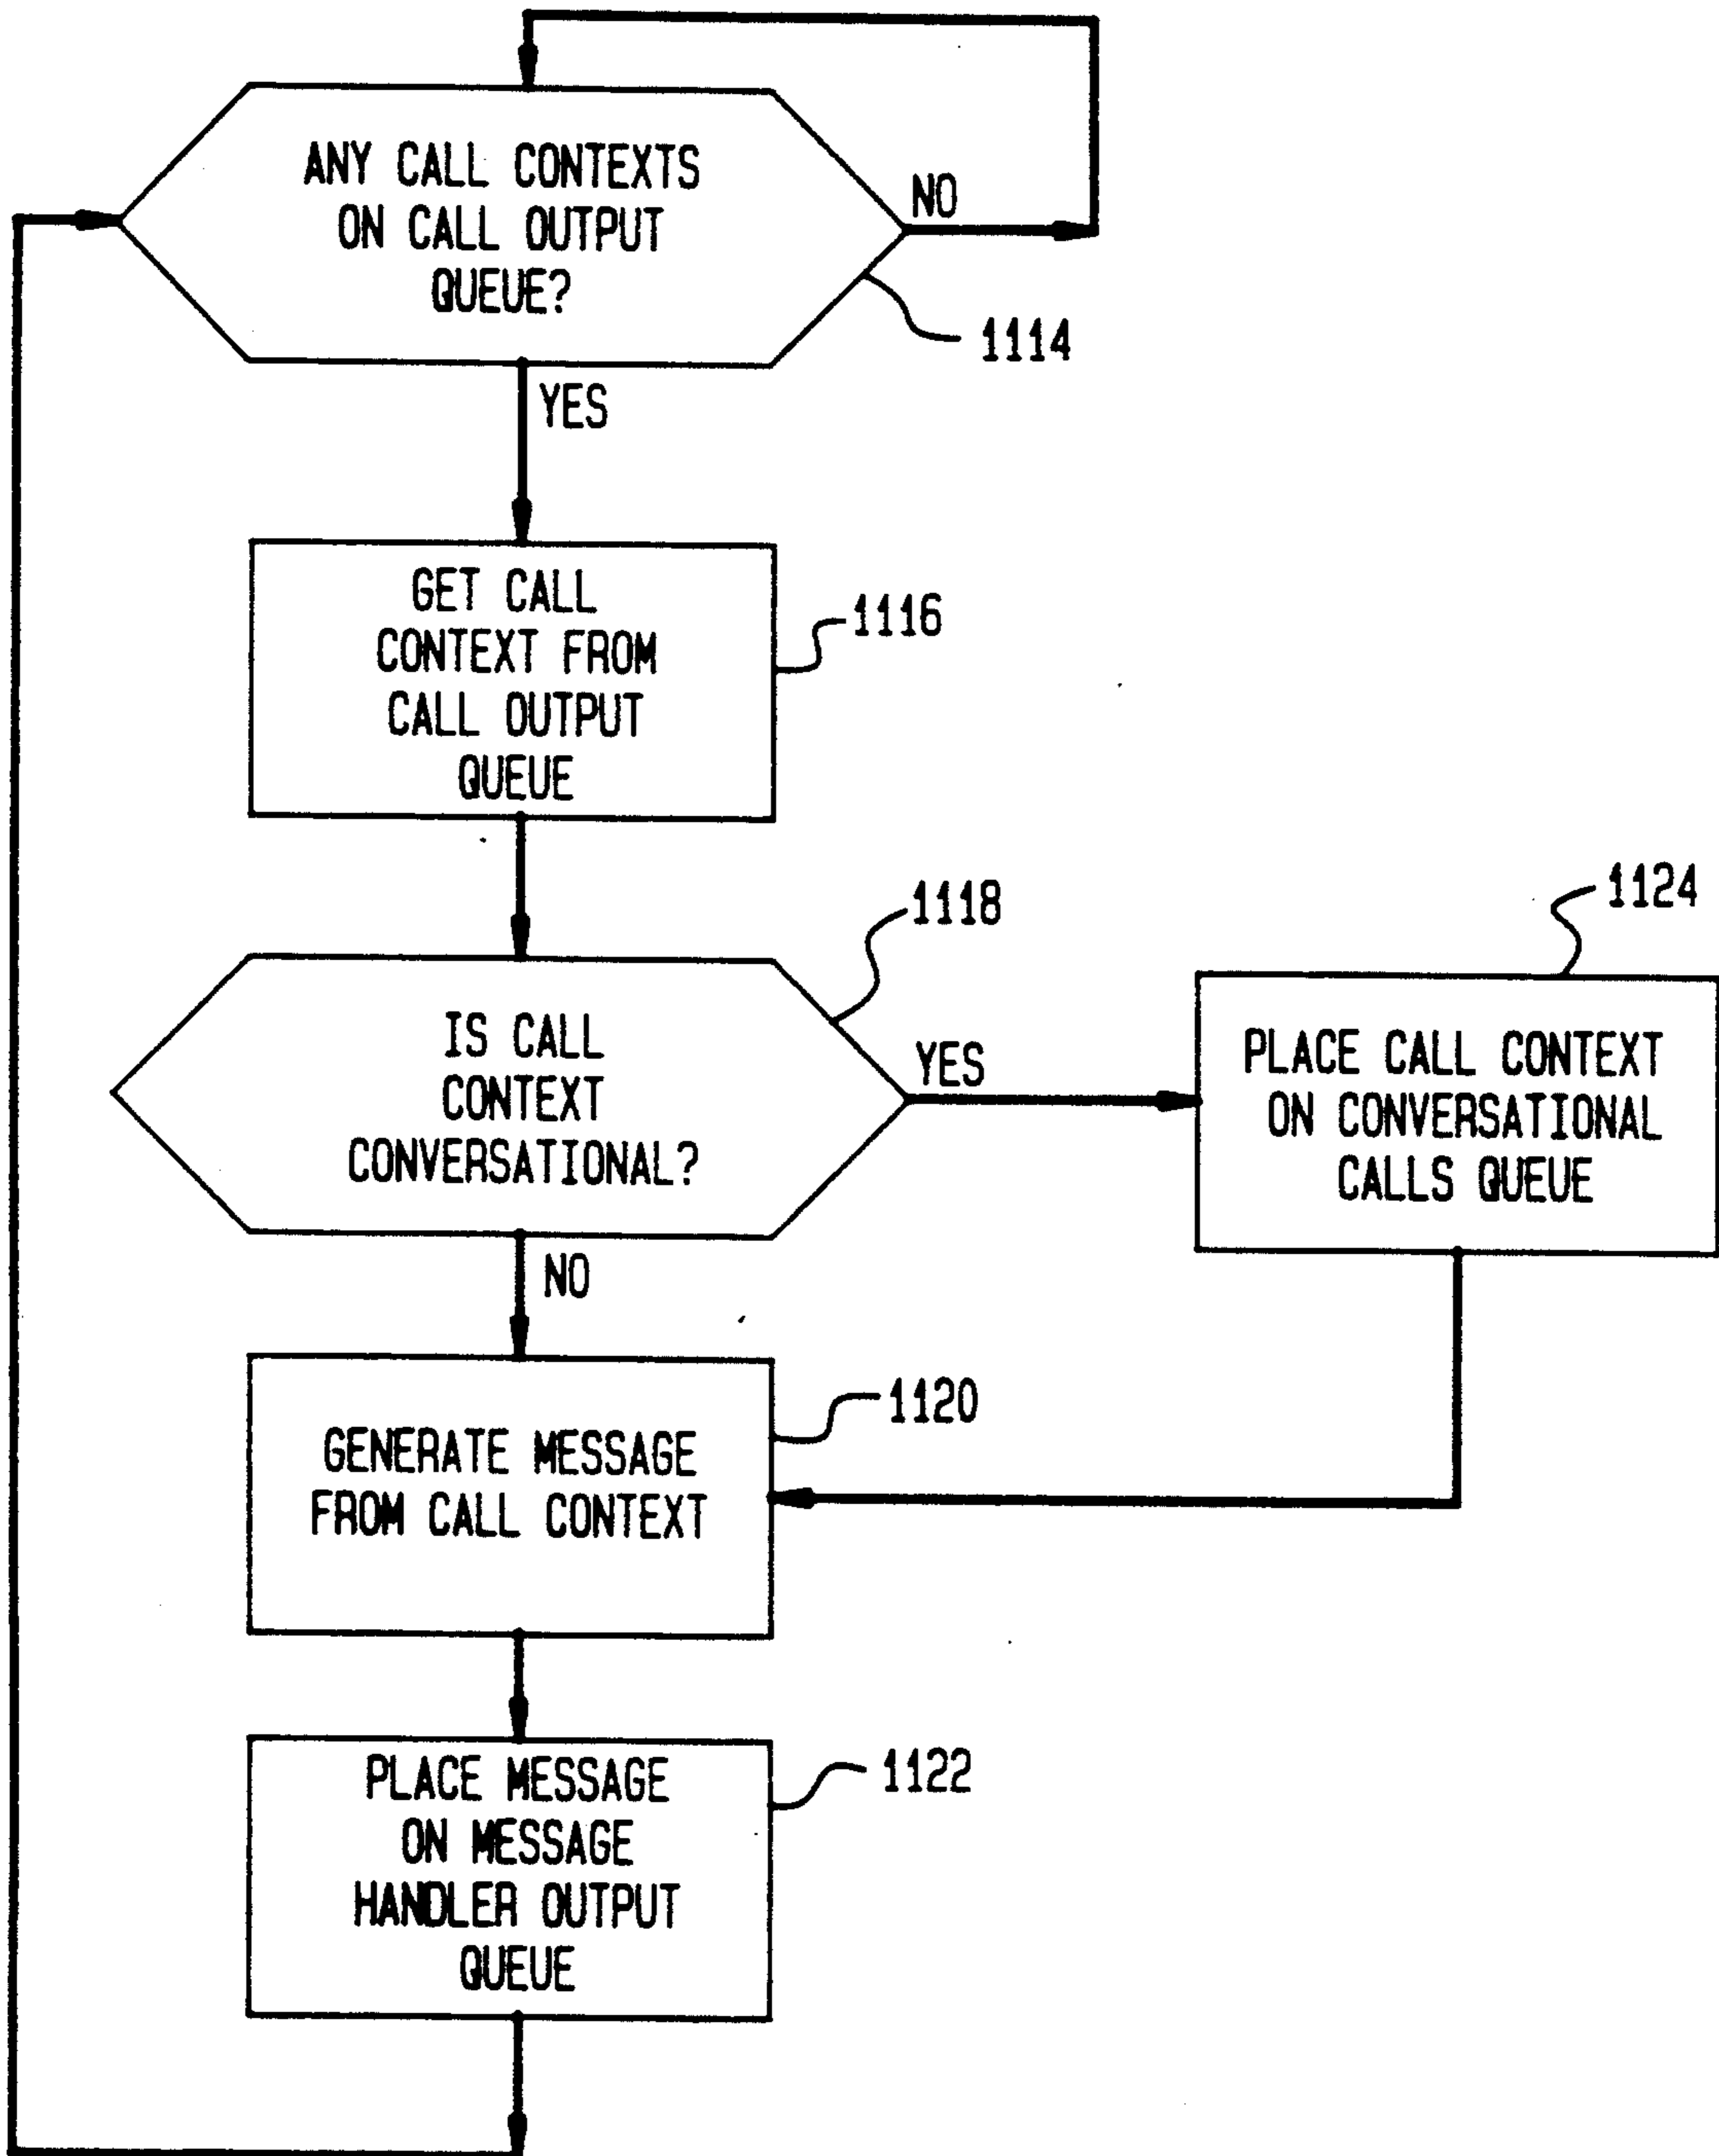 ANY CALL CONTEXTS
ON CALL OUTPUT
QUEUE?
NO
1114
YES
GET CALL
CONTEXT FROM
CALL OUTPUT
QUEUE
1116
1118
IS CALL
CONTEXT
CONVERSATIONAL?
YES
1124
PLACE CALL CONTEXT
ON CONVERSATIONAL
CALLS QUEUE
NO
1120
GENERATE MESSAGE
FROM CALL CONTEXT
1122
PLACE MESSAGE
ON MESSAGE
HANDLER OUTPUT
QUEUE